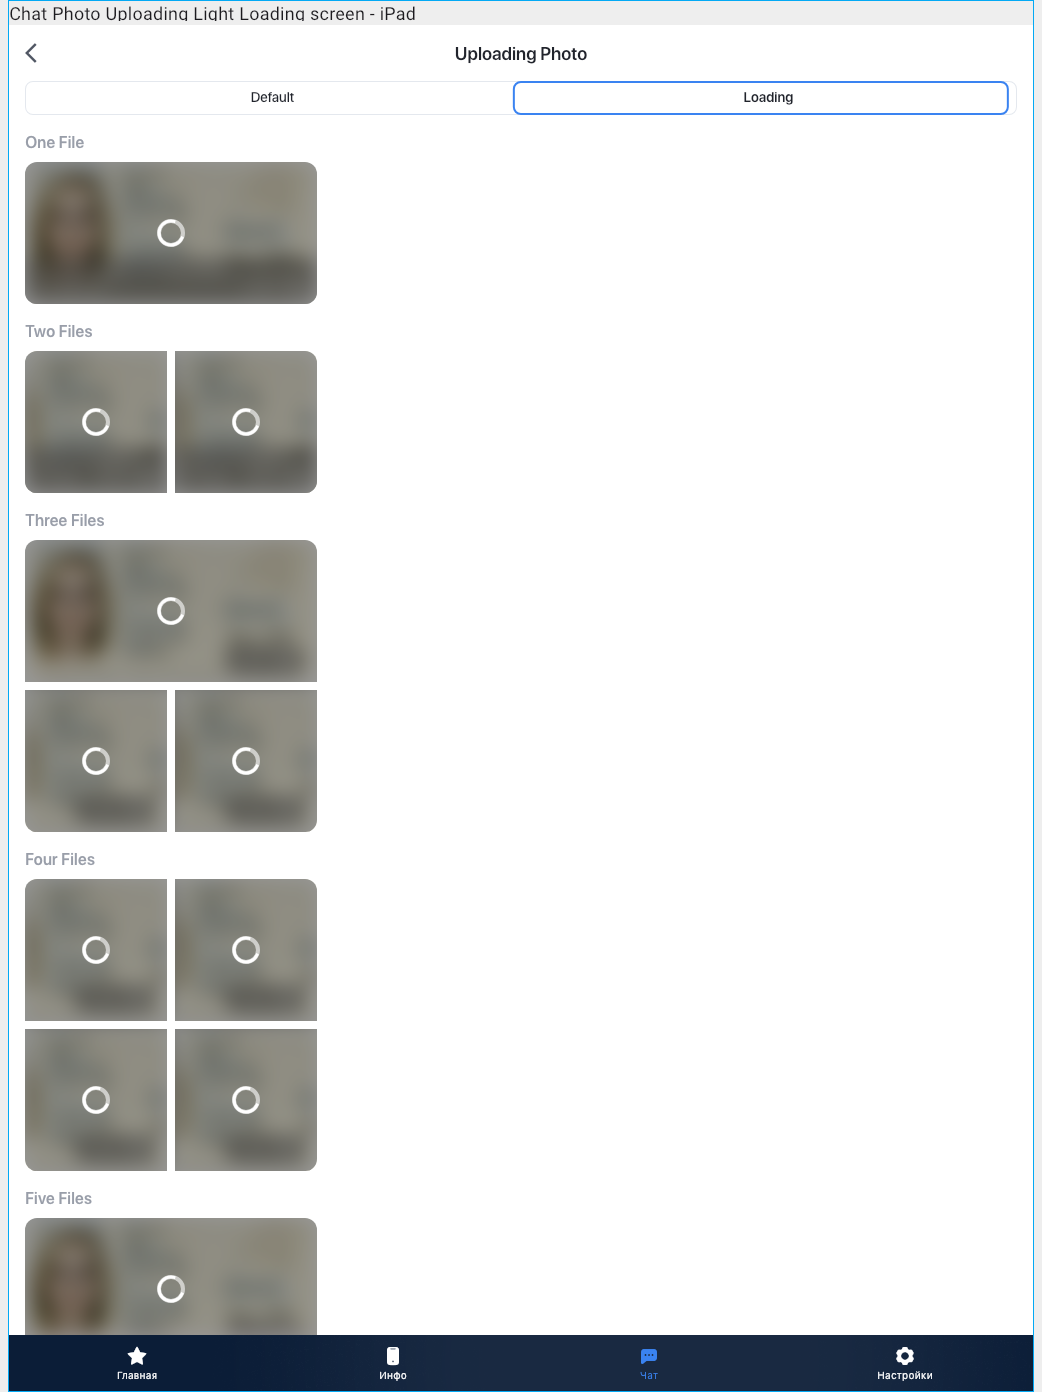 Chat Photo Uploading Light Loading screen - iPad
Uploading Photo
Default
Loading
One File
Two Files
Three Files
Four Files
Five Files
Главная
Инфо
Чат
Настройки